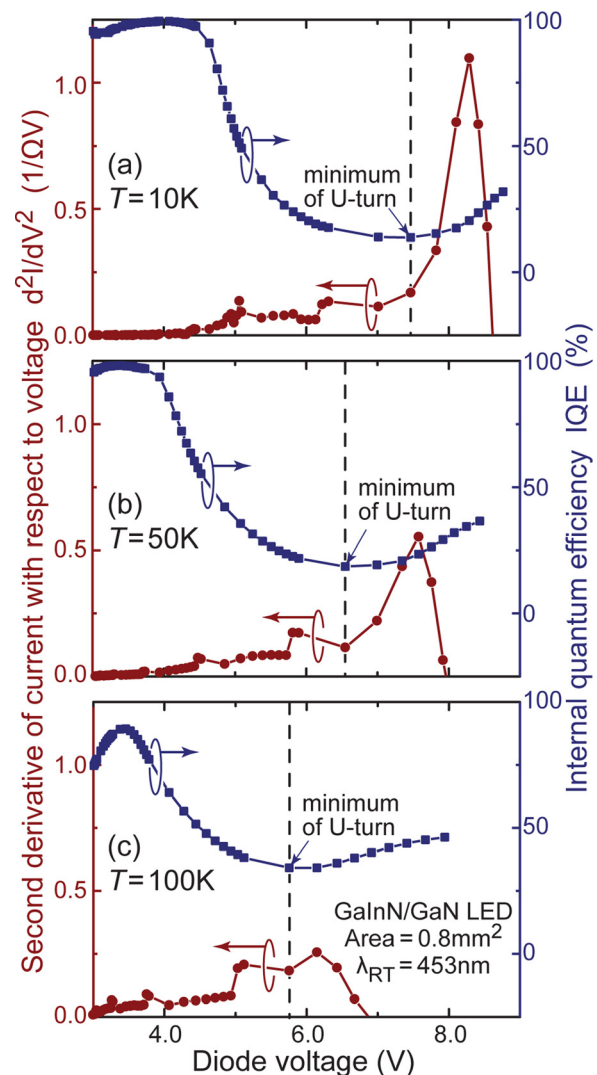 Second derivative of current with respect to voltage d²I/dV² (1/ΩV)
Internal quantum efficiency IQE (%)
100
1.0
50
(a)
T = 10K
minimum
of U-turn
0.5
0
0.0
100
1.0
50
(b)
T = 50K
minimum
of U-turn
0.5
0
0.0
100
1.0
minimum
of U-turn
50
(c)
T = 100K
0.5
GaInN/GaN LED
Area = 0.8mm²
λRT = 453nm
0
0.0
4.0 6.0 8.0
Diode voltage (V)